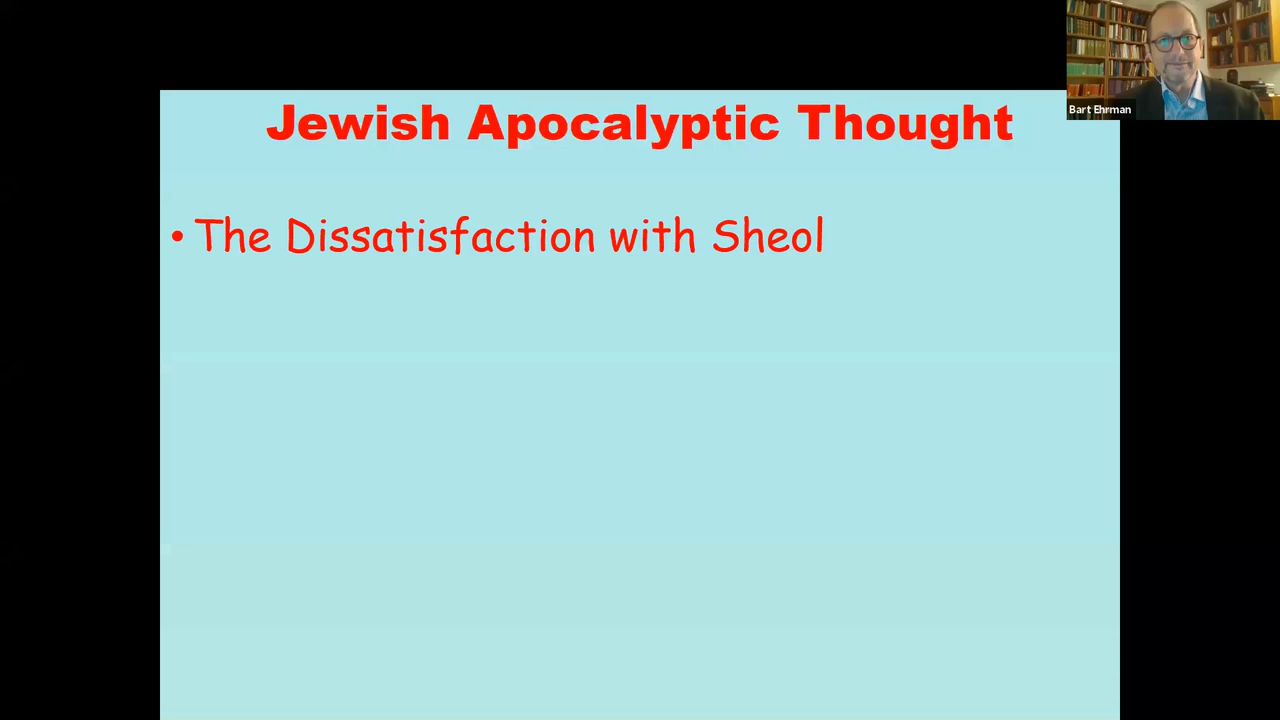 Jewish Apocalyptic Thought
• The Dissatisfaction with Sheol
Bart Ehrman